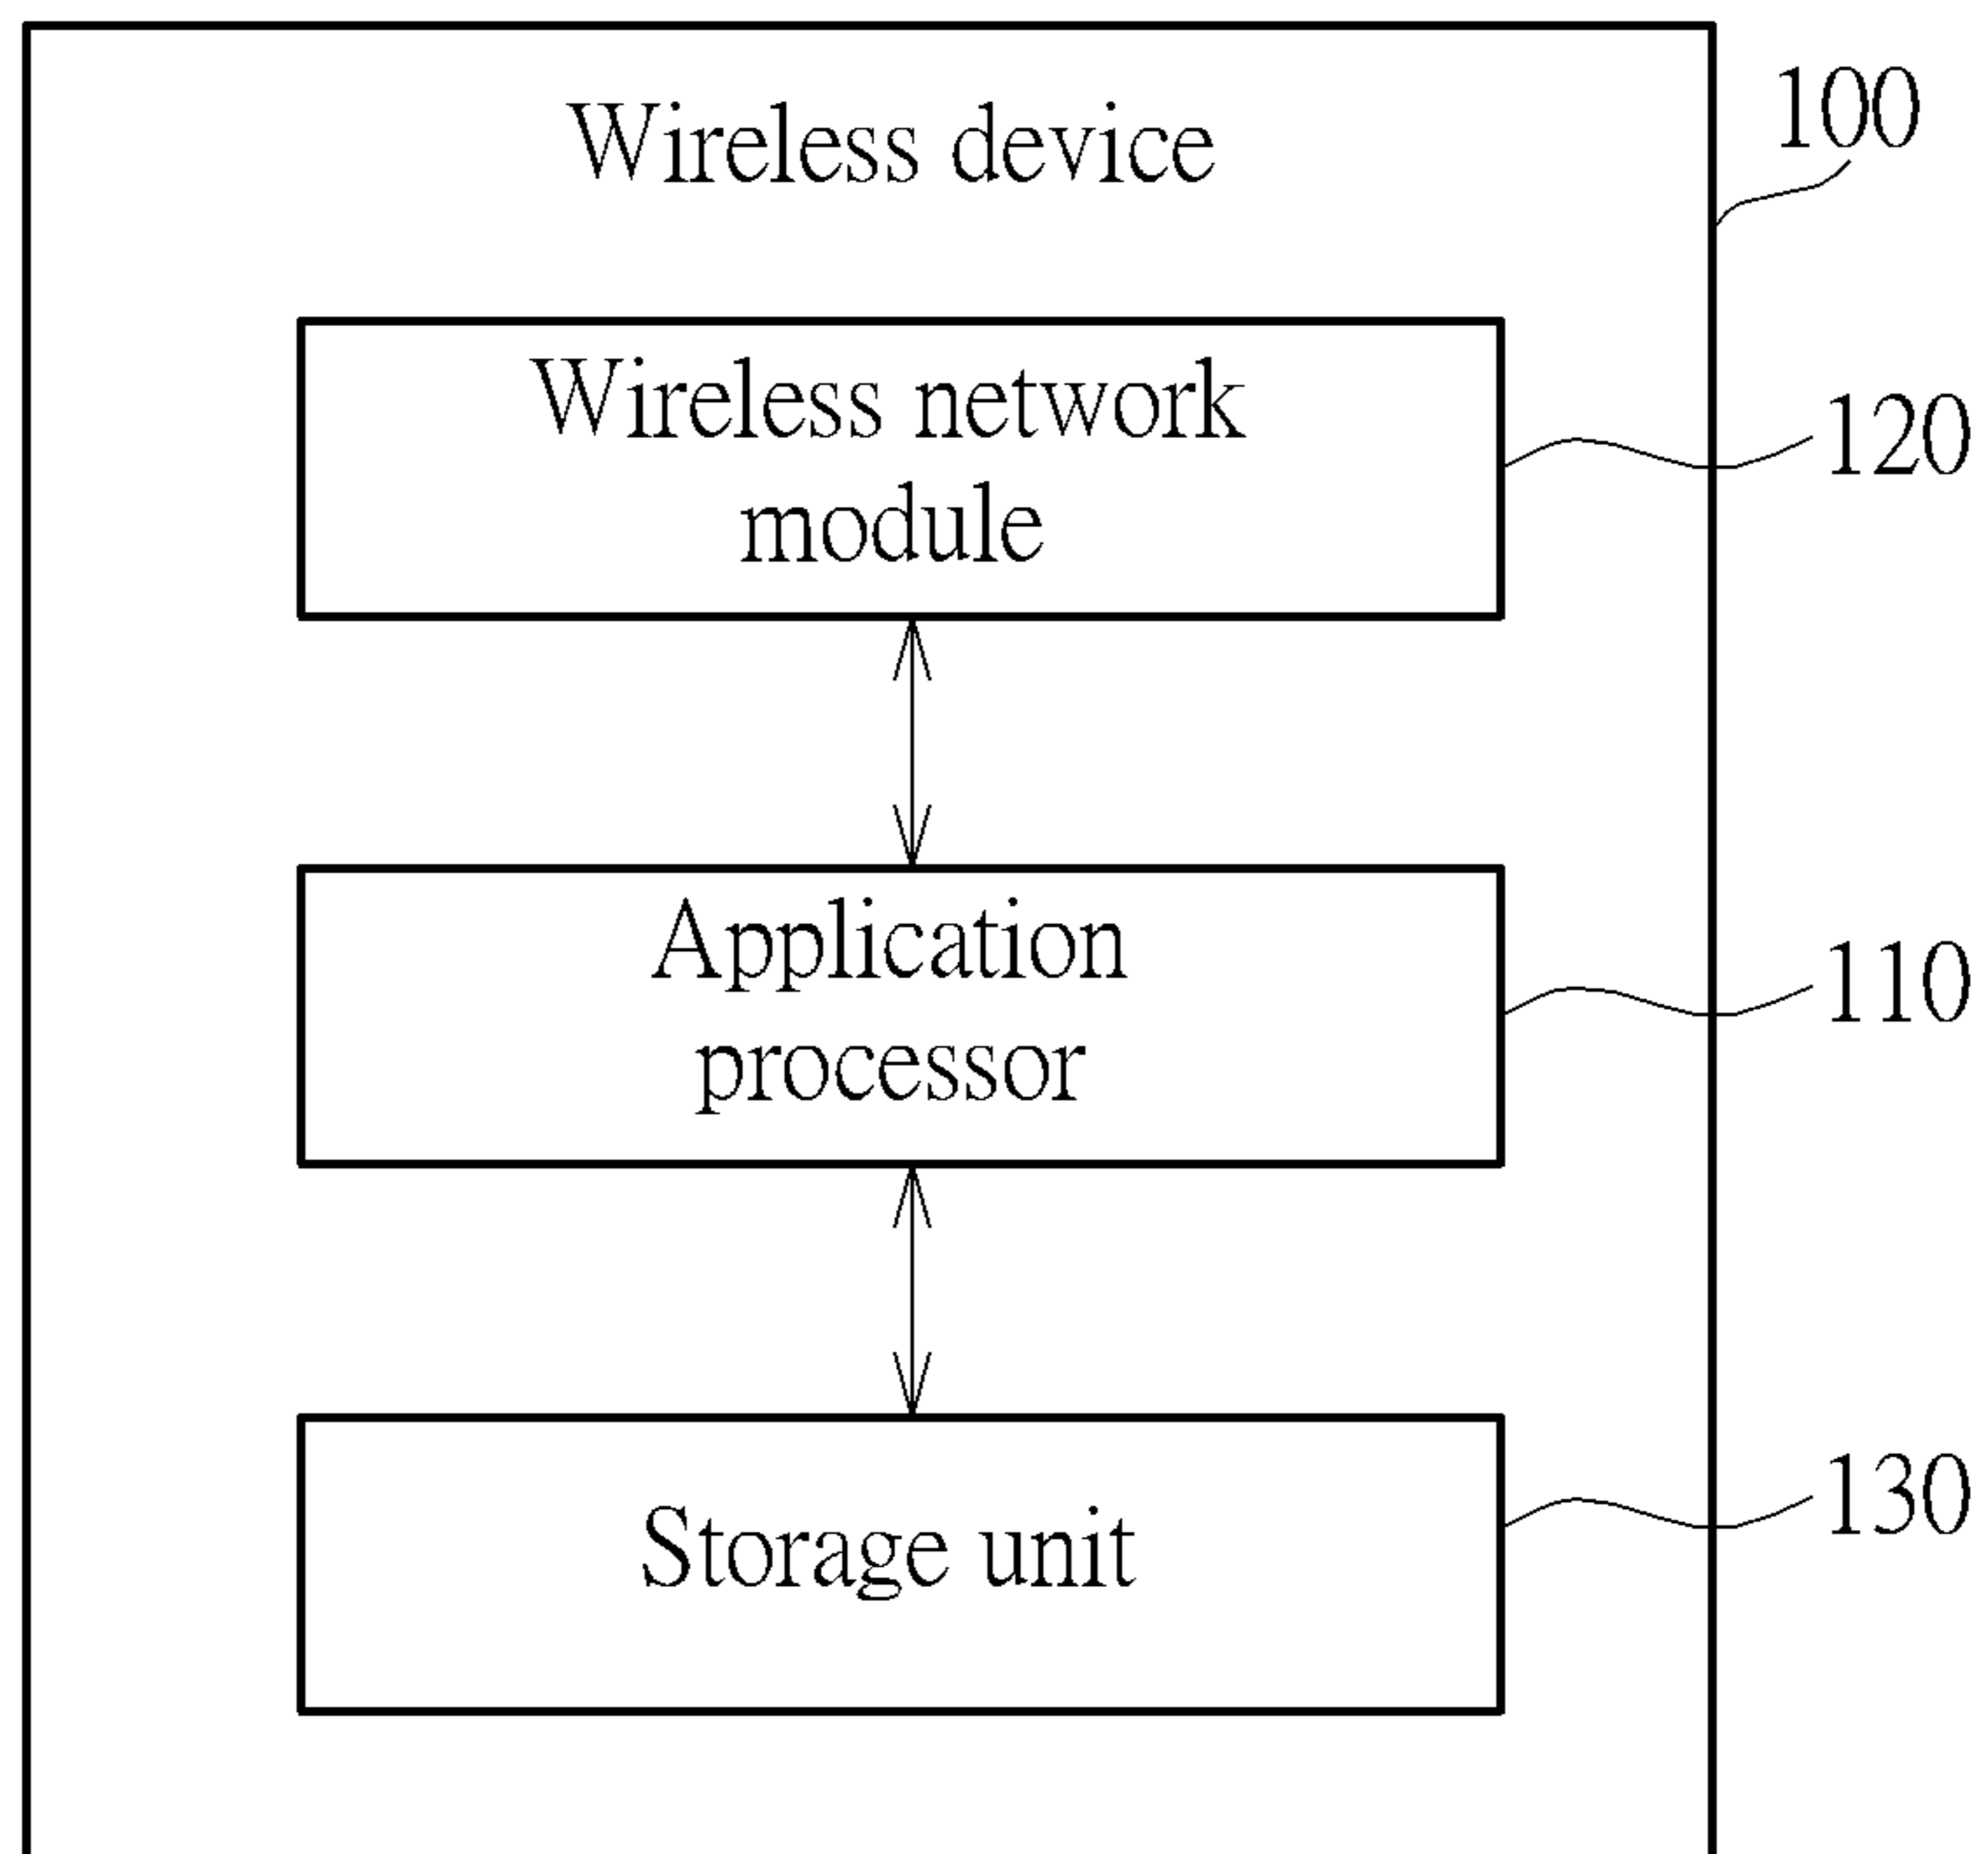 Wireless device
100
Wireless network
module
120
Application
processor
110
Storage unit
130